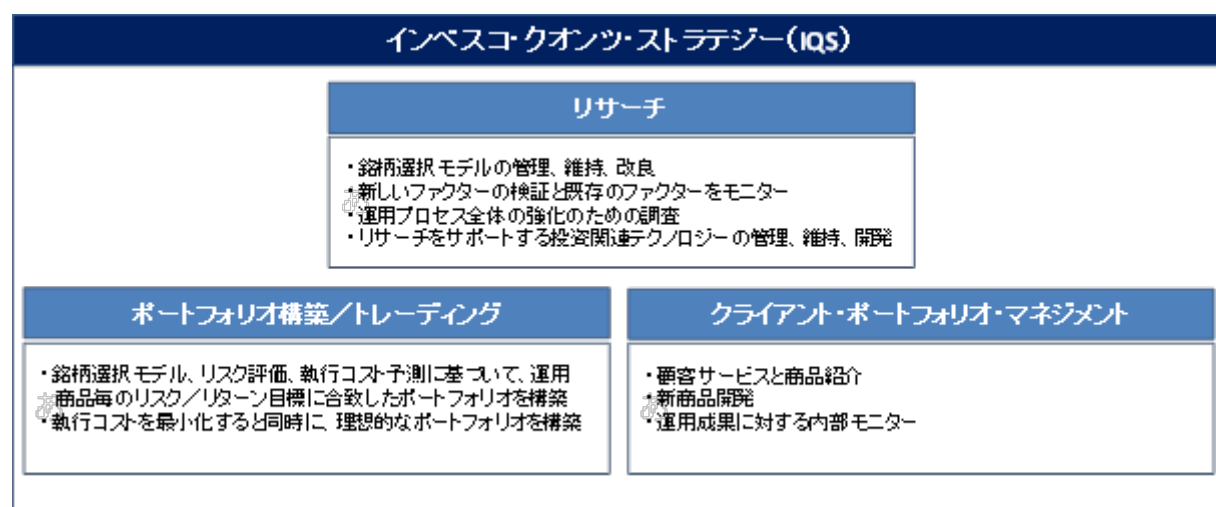 インベスコ・クオンツ・ストラテジー（IQS）
リサーチ
・銘柄選択モデルの管理、維持、改良
・新しいファクターの検証と既存のファクターをモニター
・運用プロセス全体の強化のための調査
・リサーチをサポートする投資関連テクノロジーの管理、維持、開発
ポートフォリオ構築／トレーディング
・銘柄選択モデル、リスク評価、執行コスト予測に基づいて、運用
商品毎のリスク／リターン目標に合致したポートフォリオを構築
・執行コストを最小化すると同時に、理想的なポートフォリオを構築
クライアント・ポートフォリオ・マネジメント
・顧客サービスと商品紹介
・新商品開発
・運用成果に対する内部モニター
あ
あ
あ